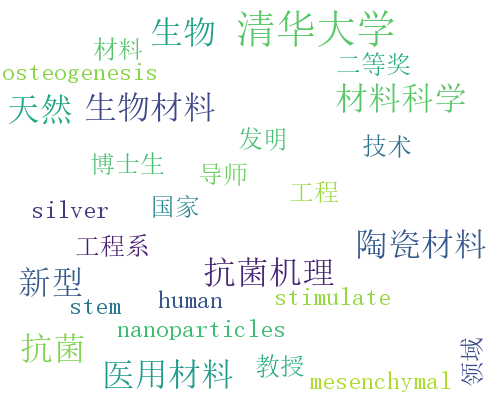 生物 清华大学
材料 二等奖
osteogenesis
天然 生物材料 材料科学
发明 技术
博士生 导师
工程
silver 国家
工程系 陶瓷材料
新型 抗菌机理
stem human stimulate
nanoparticles
抗菌 领域
医用材料 教授
mesenchymal